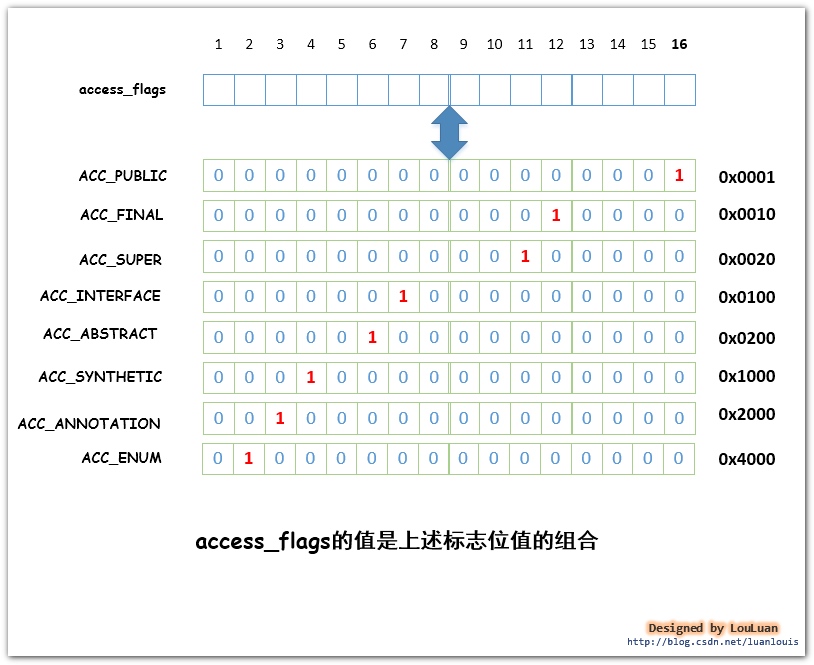 1 2 3 4 5 6 7 8 9 10 11 12 13 14 15 16
access_flags
ACC_PUBLIC 0 0 0 0 0 0 0 0 0 0 0 0 0 0 0 1 0x0001
ACC_FINAL 0 0 0 0 0 0 0 0 0 0 0 1 0 0 0 0 0x0010
ACC_SUPER 0 0 0 0 0 0 0 0 0 0 1 0 0 0 0 0 0x0020
ACC_INTERFACE 0 0 0 0 0 0 1 0 0 0 0 0 0 0 0 0 0x0100
ACC_ABSTRACT 0 0 0 0 0 1 0 0 0 0 0 0 0 0 0 0 0x0200
ACC_SYNTHETIC 0 0 0 1 0 0 0 0 0 0 0 0 0 0 0 0 0x1000
ACC_ANNOTATION 0 0 1 0 0 0 0 0 0 0 0 0 0 0 0 0 0x2000
ACC_ENUM 0 1 0 0 0 0 0 0 0 0 0 0 0 0 0 0 0x4000
access_flags的值是上述标志位值的组合
Designed by LouLuan
http://blog.csdn.net/luanlouis